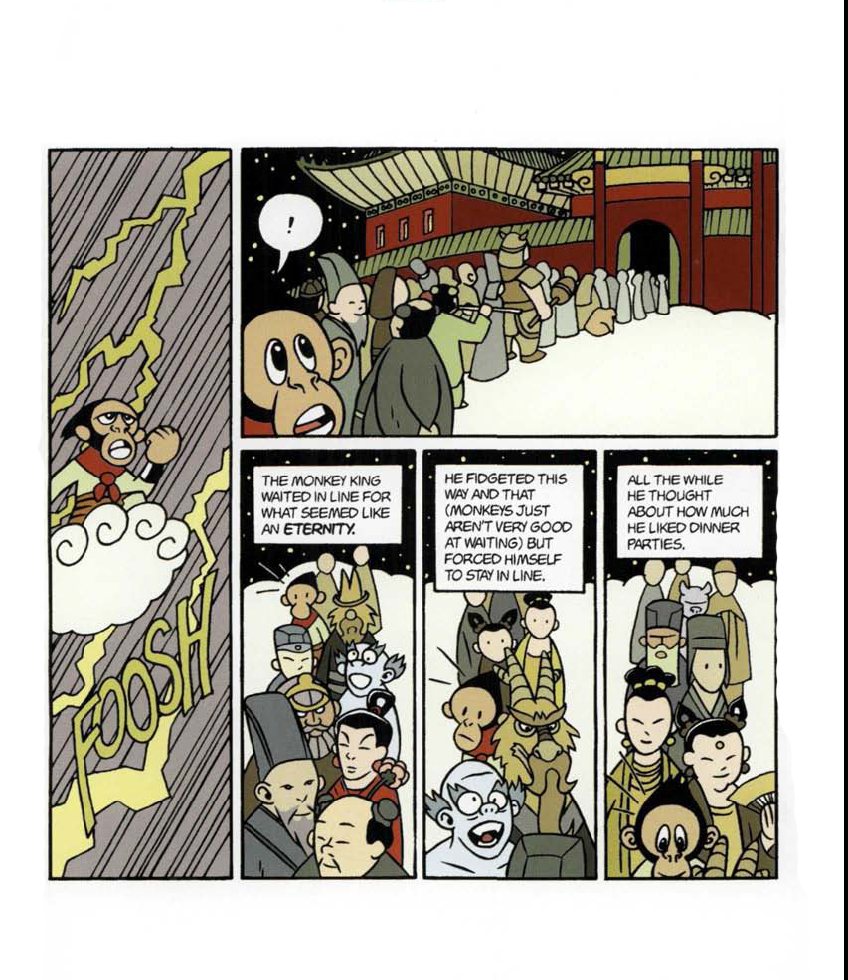 FOOSH
!
THE MONKEY KING
WAITED IN LINE FOR
WHAT SEEMED LIKE
AN ETERNITY.
HE FIDGETED THIS
WAY AND THAT
(MONKEYS JUST
AREN'T VERY GOOD
AT WAITING) BUT
FORCED HIMSELF
TO STAY IN LINE.
ALL THE WHILE
HE THOUGHT
ABOUT HOW MUCH
HE LIKED DINNER
PARTIES.